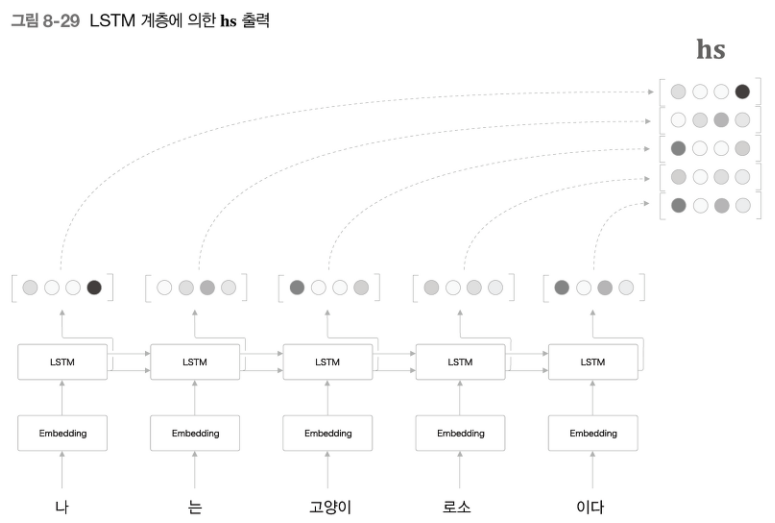 그림 8-29 LSTM 계층에 의한 hs 출력
hs
LSTM LSTM LSTM LSTM LSTM
Embedding Embedding Embedding Embedding Embedding
나 는 고양이 로소 이다